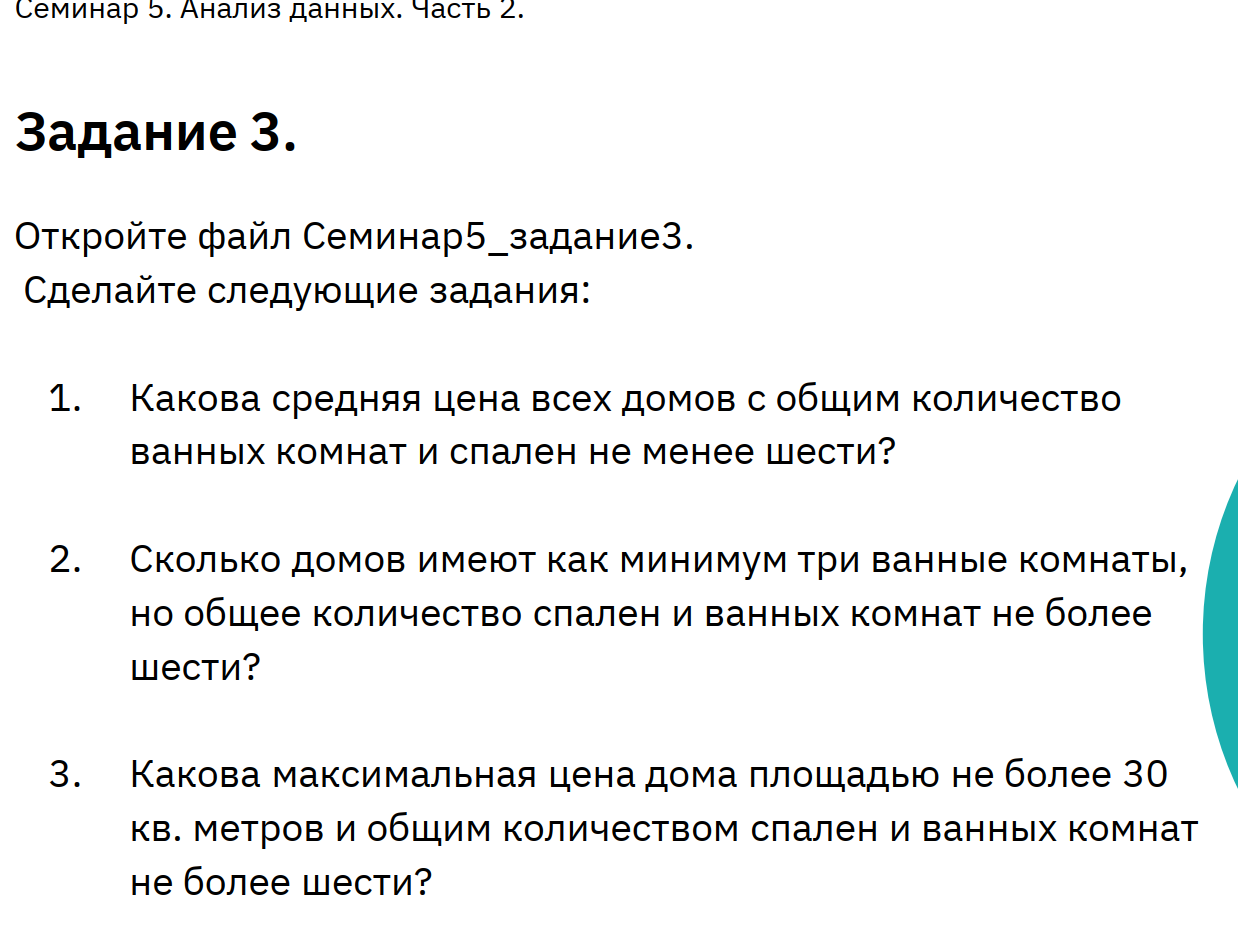 Семинар 5. Анализ данных. Часть 2.
Задание 3.
Откройте файл Семинар5_задание3.
Сделайте следующие задания:
1. Какова средняя цена всех домов с общим количество
ванных комнат и спален не менее шести?
2. Сколько домов имеют как минимум три ванные комнаты,
но общее количество спален и ванных комнат не более
шести?
3. Какова максимальная цена дома площадью не более 30
кв. метров и общим количеством спален и ванных комнат
не более шести?